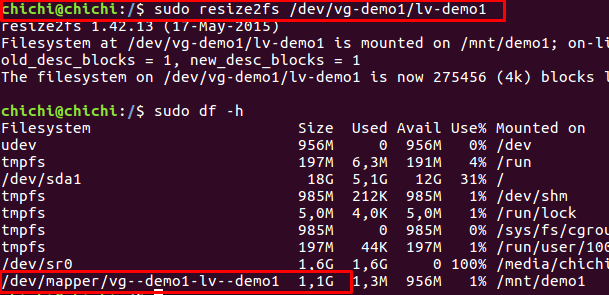 chichi@chichi:/$ sudo resize2fs /dev/vg-demo1/lv-demo1
resize2fs 1.42.13 (17-May-2015)
Filesystem at /dev/vg-demo1/lv-demo1 is mounted on /mnt/demo1; on-li
old_desc_blocks = 1, new_desc_blocks = 1
The filesystem on /dev/vg-demo1/lv-demo1 is now 275456 (4k) blocks l
chichi@chichi:/$ sudo df -h
Filesystem Size Used Avail Use% Mounted on
udev 956M 0 956M 0% /dev
tmpfs 197M 6,3M 191M 4% /run
/dev/sda1 18G 5,1G 12G 31% /
tmpfs 985M 212K 985M 1% /dev/shm
tmpfs 5,0M 4,0K 5,0M 1% /run/lock
tmpfs 985M 0 985M 0% /sys/fs/cgrou
tmpfs 197M 44K 197M 1% /run/user/100
/dev/sr0 1,6G 1,6G 0 100% /media/chichi
/dev/mapper/vg--demo1-lv--demo1 1,1G 1,3M 956M 1% /mnt/demo1